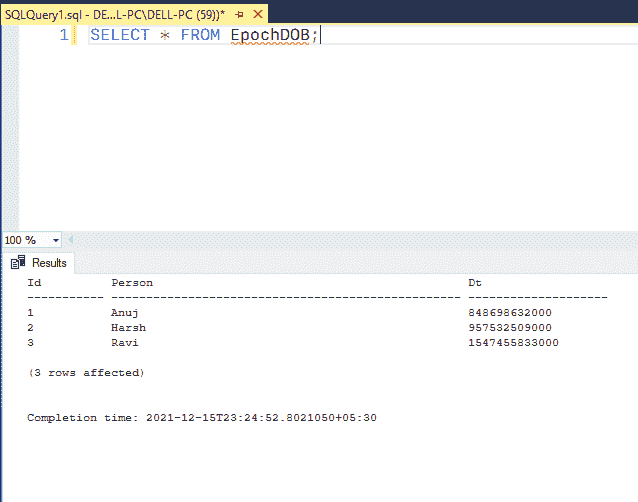 SQLQuery1.sql - DE...L-PC\DELL-PC (59))*
1 SELECT * FROM EpochDOB;
100 %
Results
Id Person Dt
----------- -------------------------------------------------- --------------------
1 Anuj 848698632000
2 Harsh 957532509000
3 Ravi 1547455833000
(3 rows affected)
Completion time: 2021-12-15T23:24:52.8021050+05:30